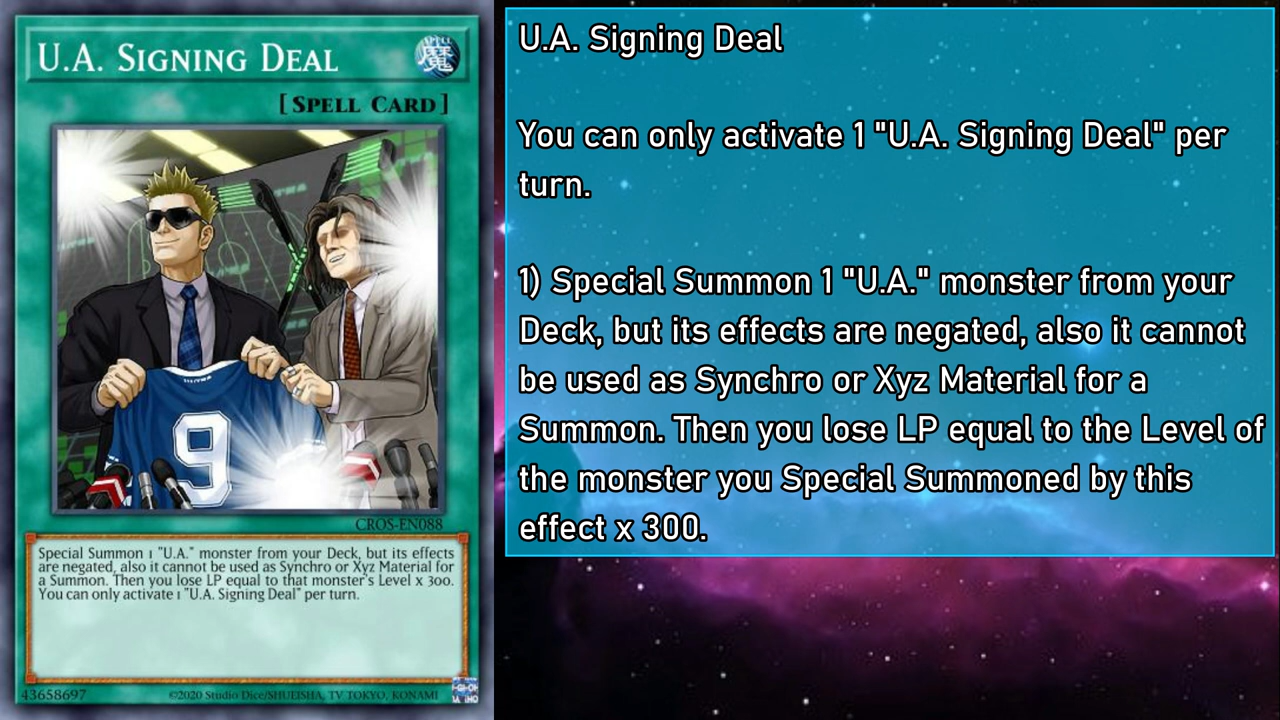 U.A. Signing Deal
SPELL
魔
[Spell Card]
9
CROS-EN088
Special Summon 1 "U.A." monster from your Deck, but its effects
are negated, also it cannot be used as Synchro or Xyz Material for
a Summon. Then you lose LP equal to that monster's Level x 300.
You can only activate 1 "U.A. Signing Deal" per turn.
43658697
©2020 Studio Dice/SHUEISHA, TV TOKYO, KONAMI
U.A. Signing Deal
You can only activate 1 "U.A. Signing Deal" per
turn.
1) Special Summon 1 "U.A." monster from your
Deck, but its effects are negated, also it cannot
be used as Synchro or Xyz Material for a
Summon. Then you lose LP equal to the Level of
the monster you Special Summoned by this
effect x 300.